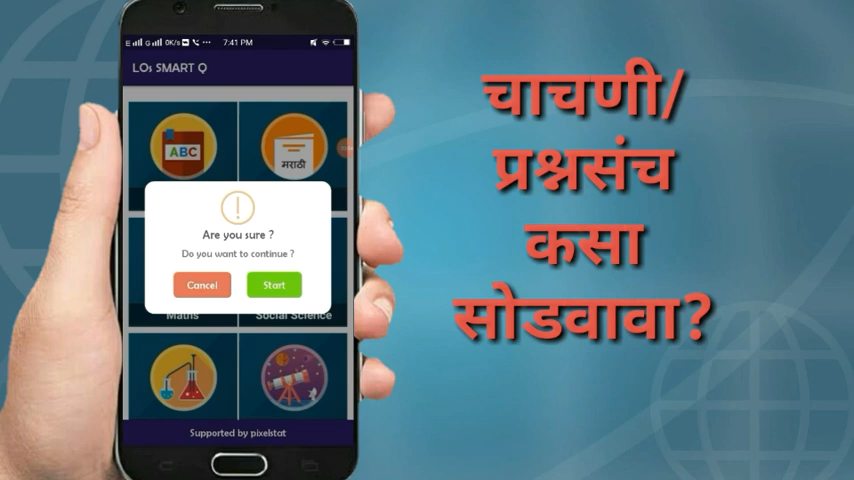 7:41 PM
0K/s
LOs SMART Q
ABC
मराठी
Are you sure ?
Do you want to continue ?
Cancel
Start
Maths
Social Science
Supported by pixelstat
चाचणी/
प्रश्नसंच
कसा
सोडवावा?